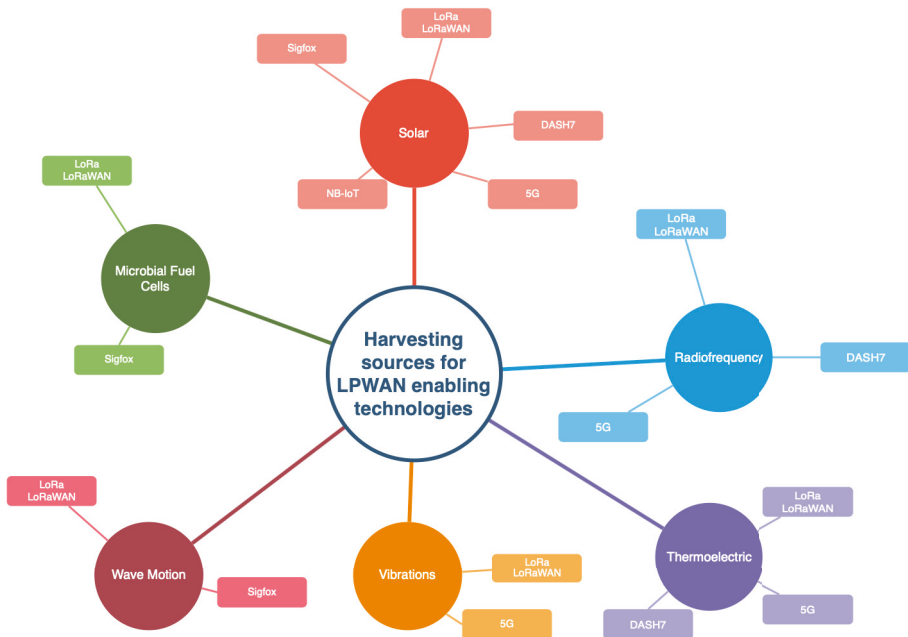 LoRa
LoRaWAN
Sigfox
Solar
DASH7
NB-IoT
5G
LoRa
LoRaWAN
Microbial Fuel
Cells
Sigfox
LoRa
LoRaWAN
Radiofrequency
DASH7
5G
Harvesting
sources for
LPWAN enabling
technologies
LoRa
LoRaWAN
Wave Motion
Sigfox
Vibrations
LoRa
LoRaWAN
5G
LoRa
LoRaWAN
Thermoelectric
DASH7
5G